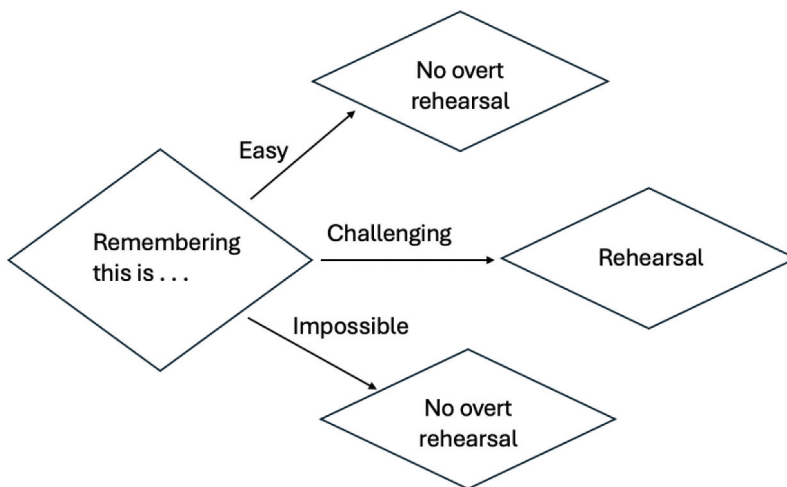 No overt
rehearsal
Easy
Remembering
this is . . .
Challenging
Rehearsal
Impossible
No overt
rehearsal